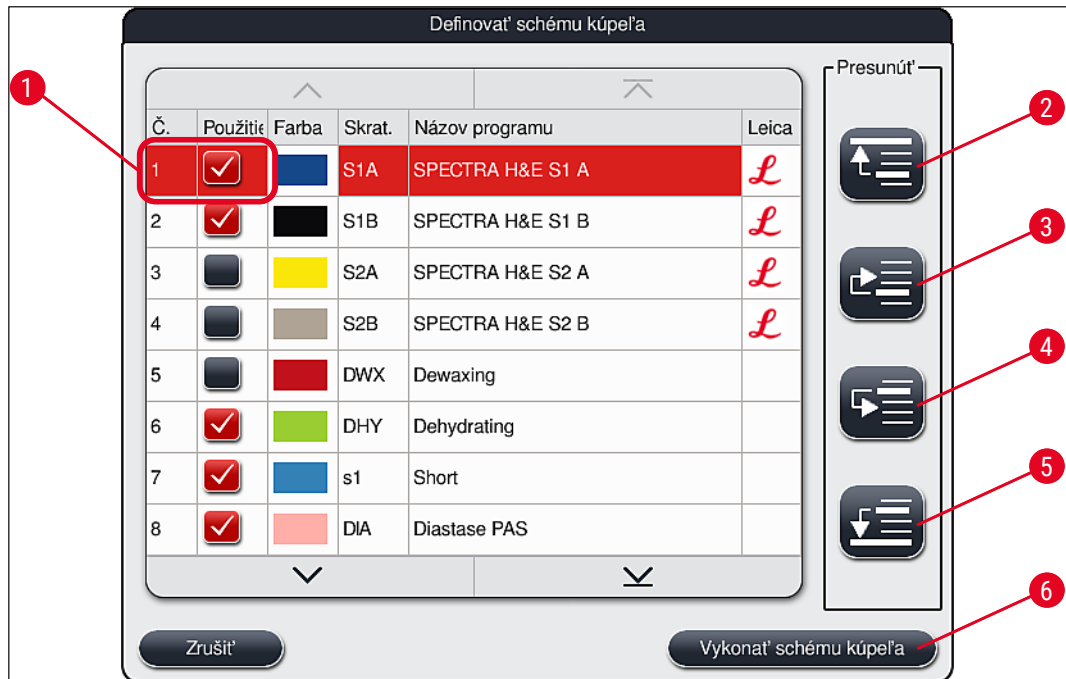 Definovať schému kúpeľa
Presunúť
Č. Použitie Farba Skrat. Názov programu Leica
1 S1A SPECTRA H&E S1 A
2 S1B SPECTRA H&E S1 B
3 S2A SPECTRA H&E S2 A
4 S2B SPECTRA H&E S2 B
5 DWX Dewaxing
6 DHY Dehydrating
7 s1 Short
8 DIA Diastase PAS
Zrušiť
Vykonať schému kúpeľa
1
2
3
4
5
6